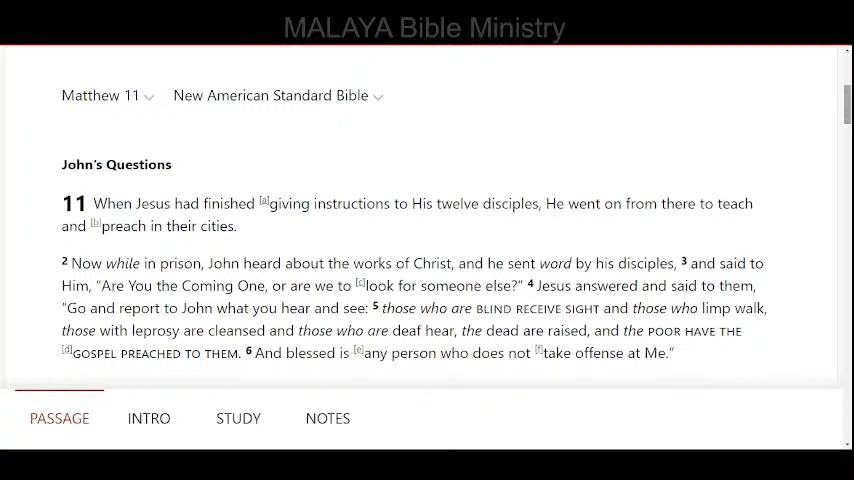 MALAYA Bible Ministry
Matthew 11 New American Standard Bible
John’s Questions
11 When Jesus had finished [a]giving instructions to His twelve disciples, He went on from there to teach
and [b]preach in their cities.
2 Now while in prison, John heard about the works of Christ, and he sent word by his disciples, 3 and said to
Him, “Are You the Coming One, or are we to [c]look for someone else?” 4 Jesus answered and said to them,
“Go and report to John what you hear and see: 5 those who are BLIND RECEIVE SIGHT and those who limp walk,
those with leprosy are cleansed and those who are deaf hear, the dead are raised, and the POOR HAVE THE
[d]GOSPEL PREACHED TO THEM. 6 And blessed is [e]any person who does not [f]take offense at Me.”
PASSAGE INTRO STUDY NOTES